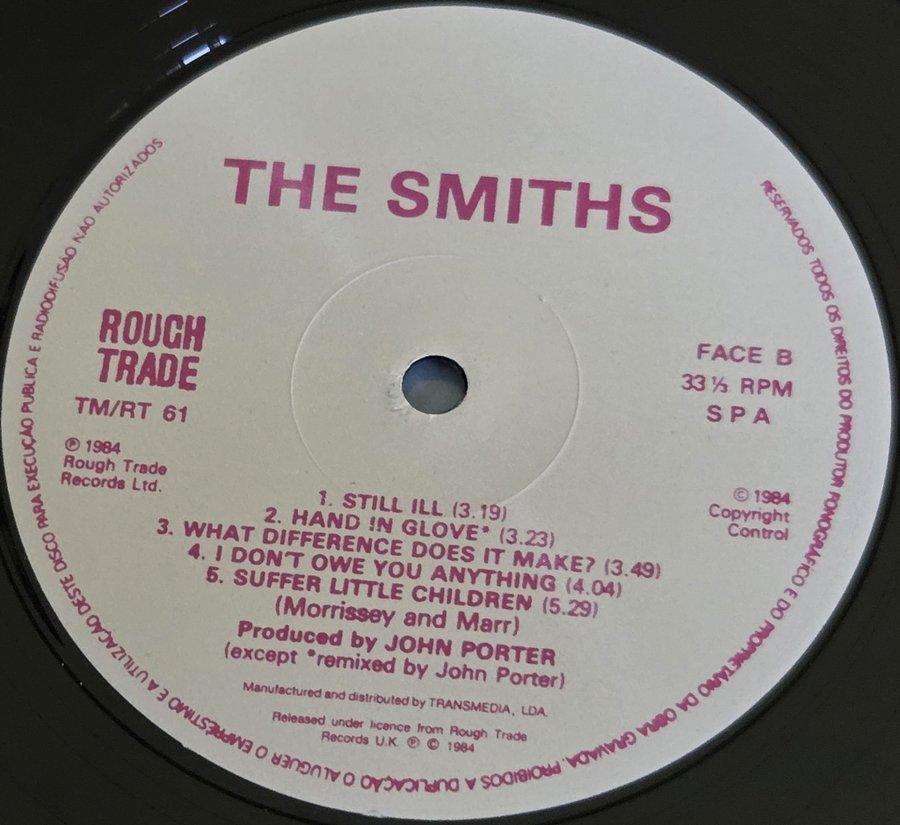 THE SMITHS
ROUGH
TRADE
TM/RT 61
℗ 1984
Rough Trade
Records Ltd.
FACE B
33⅓ RPM
SPA
© 1984
Copyright
Control
1. STILL ILL (3.19)
2. HAND IN GLOVE* (3.23)
3. WHAT DIFFERENCE DOES IT MAKE? (3.49)
4. I DON'T OWE YOU ANYTHING (4.04)
5. SUFFER LITTLE CHILDREN (5.29)
(Morrissey and Marr)
Produced by JOHN PORTER
(except *remixed by John Porter)
Manufactured and distributed by TRANSMEDIA, LDA.
Released under licence from Rough Trade
Records U.K. ℗ © 1984
RESERVADOS TODOS OS DIREITOS DO PRODUTOR FONOGRÁFICO E DO PROPRIETÁRIO DA OBRA GRAVADA. PROIBIDOS A DUPLICAÇÃO O ALUGUER O EMPRÉSTIMO E A UTILIZAÇÃO DESTE DISCO PARA EXECUÇÃO PUBLICA E RADIODIFUSÃO NÃO AUTORIZADOS